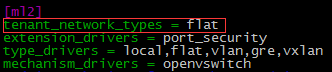 [ml2]
tenant_network_types = flat
extension_drivers = port_security
type_drivers = local,flat,vlan,gre,vxlan
mechanism_drivers = openvswitch